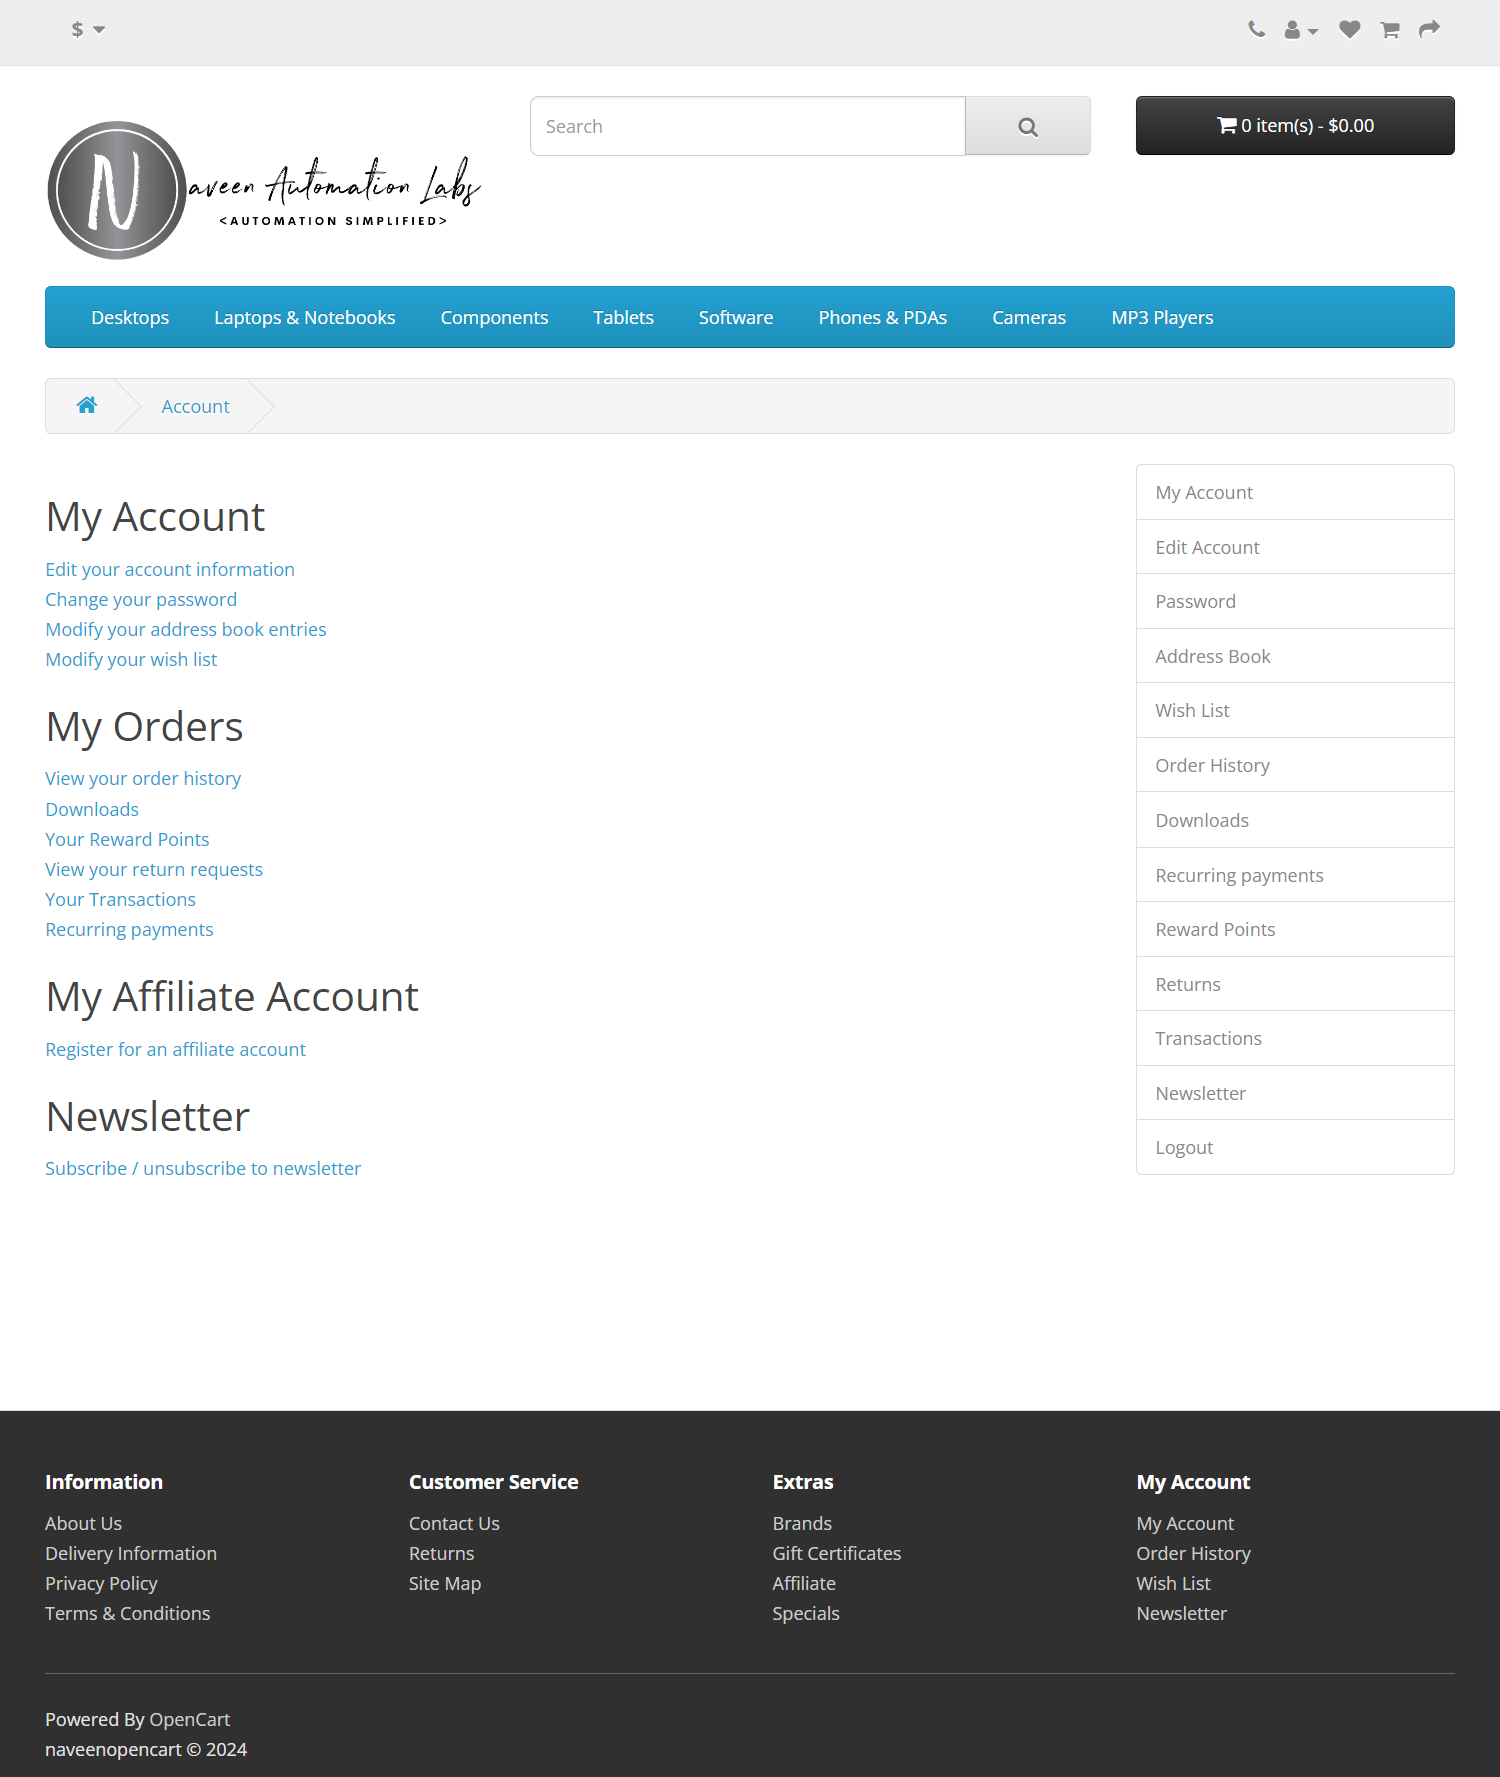 $
Search
0 item(s) - $0.00
Naveen Automation Labs
<AUTOMATION SIMPLIFIED>
Desktops Laptops & Notebooks Components Tablets Software Phones & PDAs Cameras MP3 Players
Account
My Account
Edit your account information
Change your password
Modify your address book entries
Modify your wish list
My Orders
View your order history
Downloads
Your Reward Points
View your return requests
Your Transactions
Recurring payments
My Affiliate Account
Register for an affiliate account
Newsletter
Subscribe / unsubscribe to newsletter
My Account
Edit Account
Password
Address Book
Wish List
Order History
Downloads
Recurring payments
Reward Points
Returns
Transactions
Newsletter
Logout
Information
About Us
Delivery Information
Privacy Policy
Terms & Conditions
Customer Service
Contact Us
Returns
Site Map
Extras
Brands
Gift Certificates
Affiliate
Specials
My Account
My Account
Order History
Wish List
Newsletter
Powered By OpenCart
naveenopencart © 2024